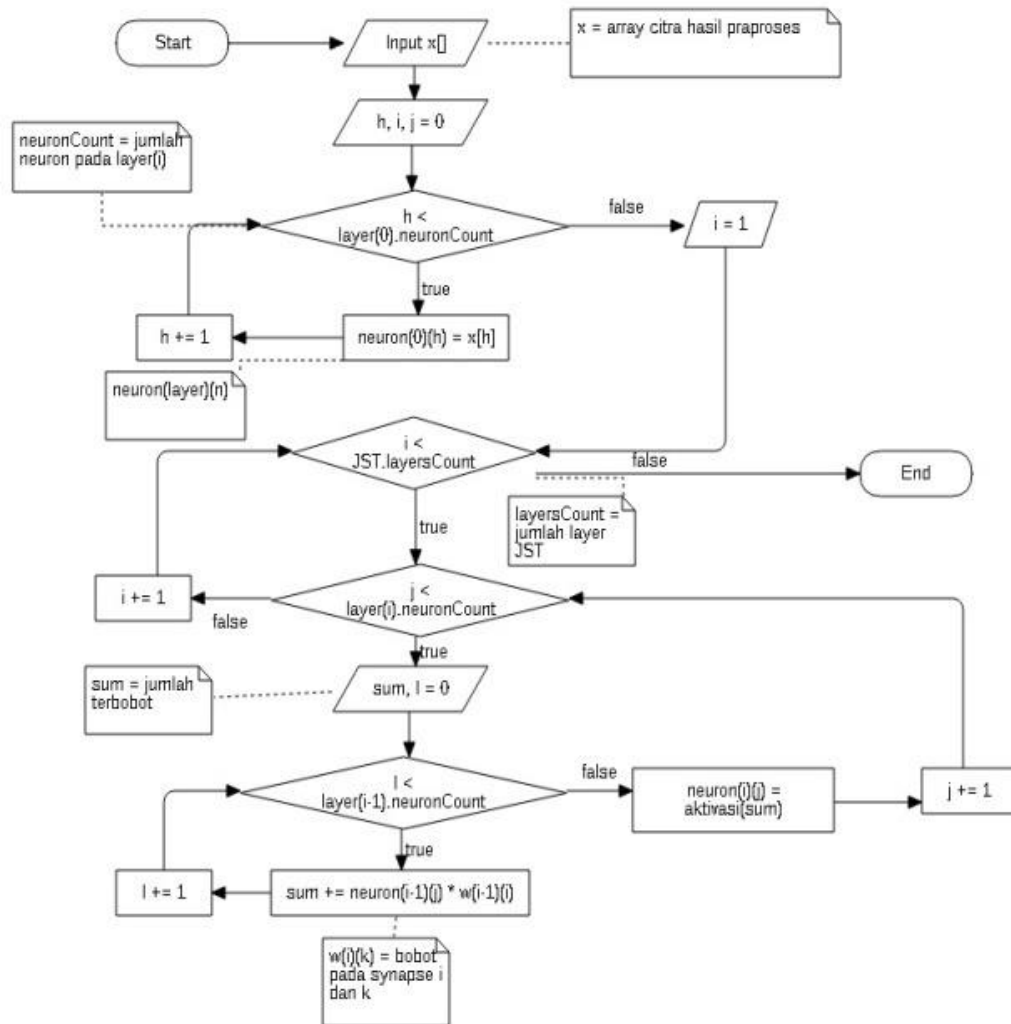 Start
Input x[]
x = array citra hasil praproses
h, i, j = 0
neuronCount = jumlah
neuron pada layer(i)
h <
layer(0).neuronCount
false
i = 1
true
h += 1
neuron(0)(h) = x[h]
neuron(layer)(n)
i <
JST.layersCount
false
End
true
layersCount =
jumlah layer
JST
i += 1
j <
layer(i).neuronCount
false
true
sum = jumlah
terbobot
sum, l = 0
l <
layer(i-1).neuronCount
false
neuron(i)(j) =
aktivasi(sum)
j += 1
true
l += 1
sum += neuron(i-1)(j) * w(i-1)(i)
w(i)(k) = bobot
pada synapse i
dan k